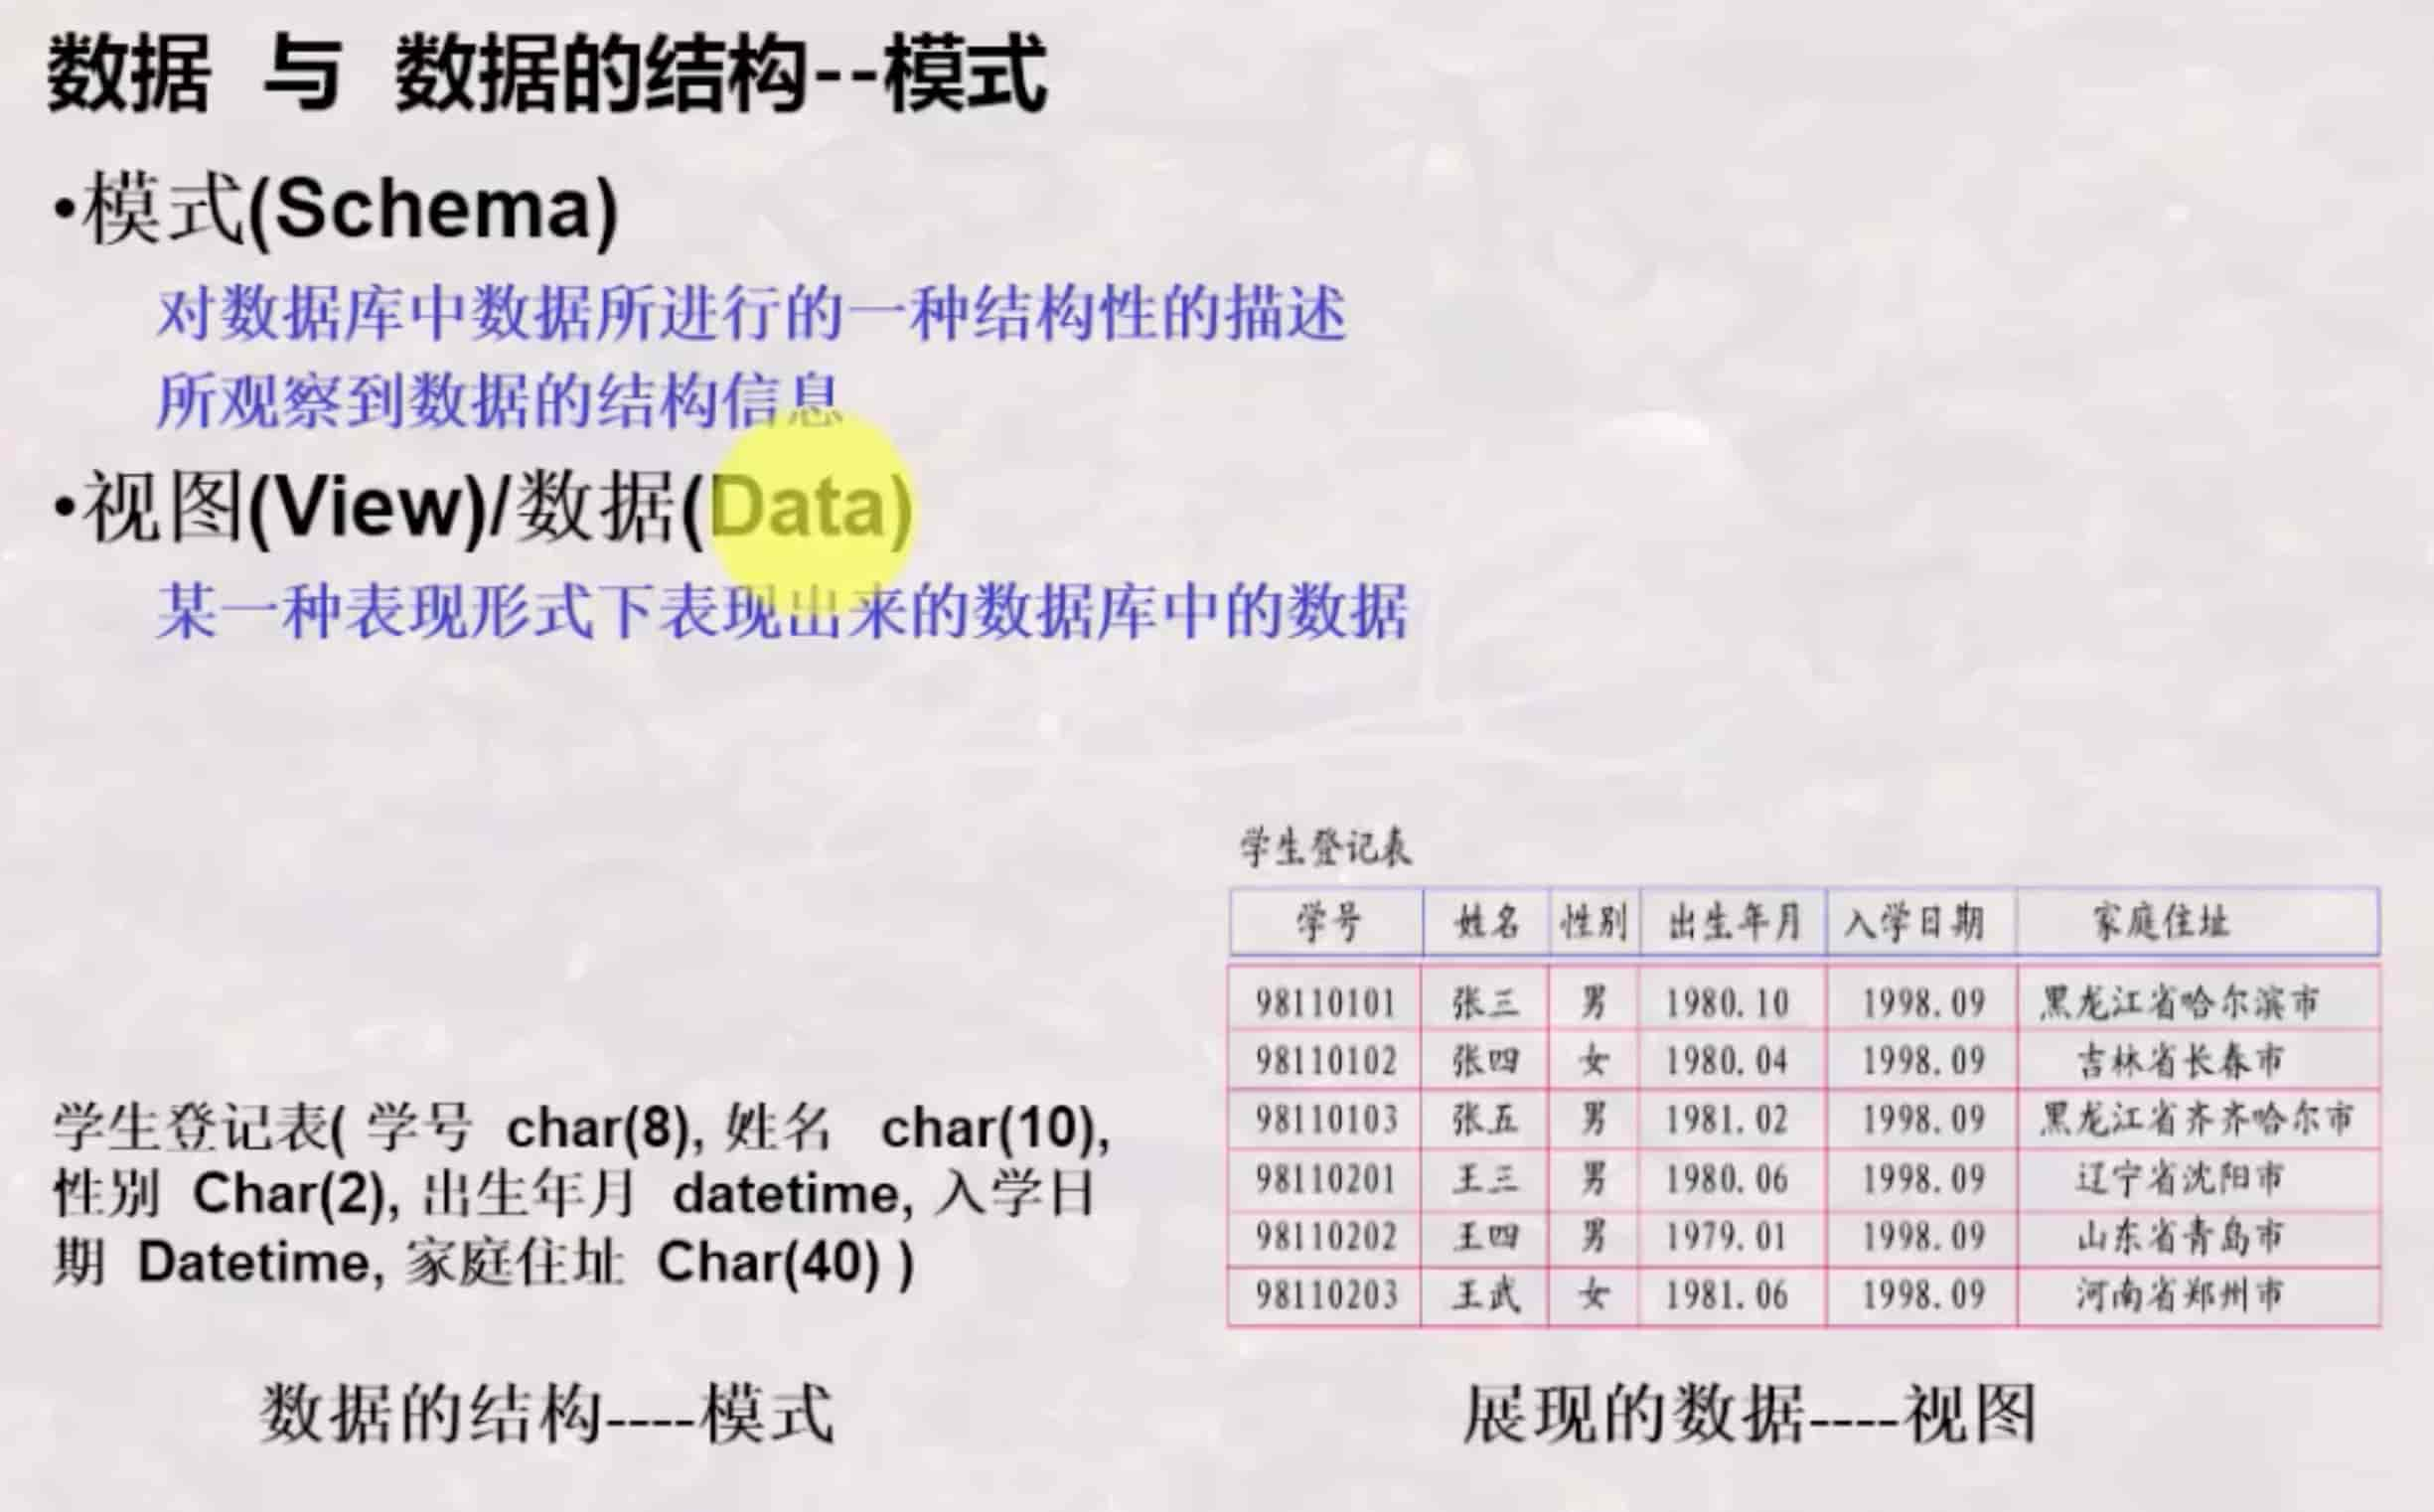 数据 与 数据的结构--模式
•模式(Schema)
对数据库中数据所进行的一种结构性的描述
所观察到数据的结构信息
•视图(View)/数据(Data)
某一种表现形式下表现出来的数据库中的数据
学生登记表
学号 姓名 性别 出生年月 入学日期 家庭住址
98110101 张三 男 1980.10 1998.09 黑龙江省哈尔滨市
98110102 张四 女 1980.04 1998.09 吉林省长春市
98110103 张五 男 1981.02 1998.09 黑龙江省齐齐哈尔市
98110201 王三 男 1980.06 1998.09 辽宁省沈阳市
98110202 王四 男 1979.01 1998.09 山东省青岛市
98110203 王武 女 1981.06 1998.09 河南省郑州市
学生登记表( 学号 char(8), 姓名 char(10),
性别 Char(2), 出生年月 datetime, 入学日
期 Datetime, 家庭住址 Char(40) )
数据的结构----模式
展现的数据----视图